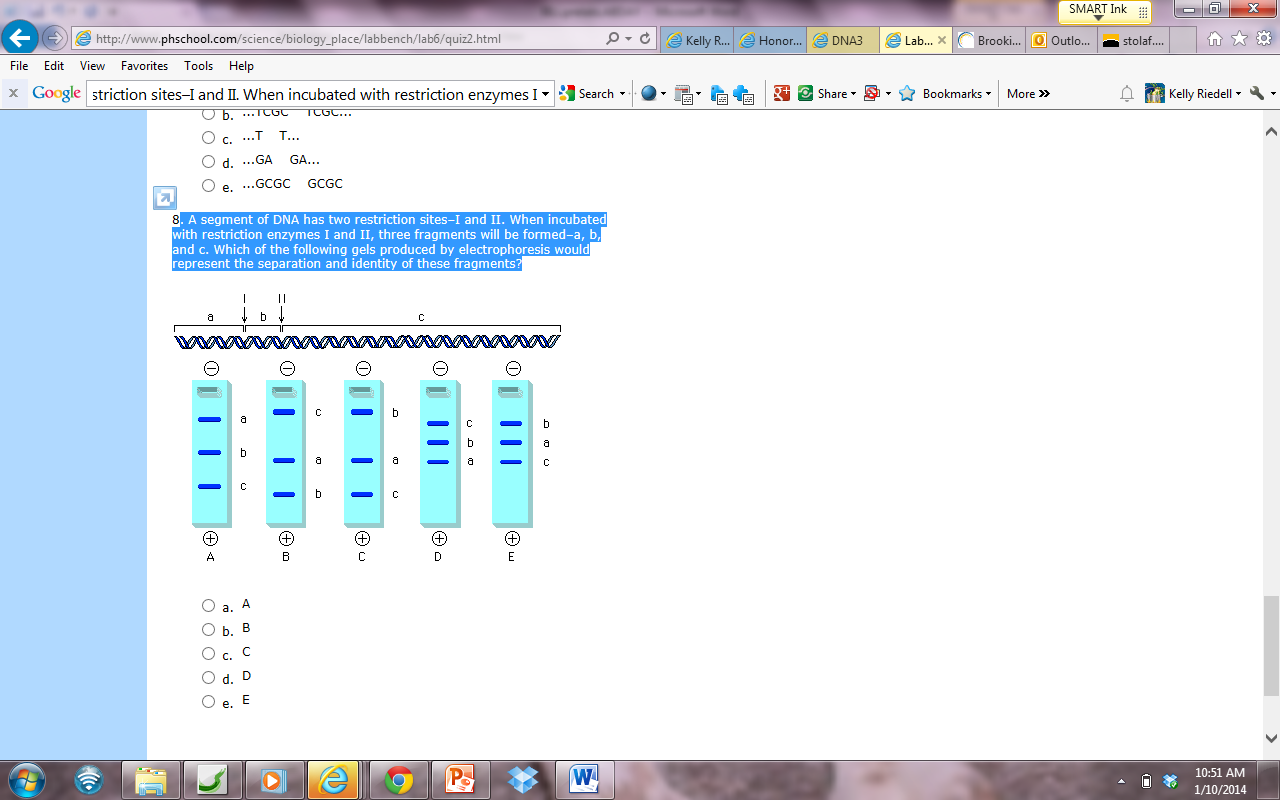 SMART Ink
http://www.phschool.com/science/biology_place/labbench/lab6/quiz2.html
Kelly R... Honor... DNA3 Lab... Brooki... Outlo... stolaf....
File Edit View Favorites Tools Help
x Google striction sites–I and II. When incubated with restriction enzymes I Search Share Bookmarks More » Kelly Riedell
b. ...TCGC TCGC...
c. ...T T...
d. ...GA GA...
e. ...GCGC GCGC
8. A segment of DNA has two restriction sites–I and II. When incubated
with restriction enzymes I and II, three fragments will be formed–a, b,
and c. Which of the following gels produced by electrophoresis would
represent the separation and identity of these fragments?
I II
a b c
− − − − −
c b
a c b
a a b a
b a c
c b c
+ + + + +
A B C D E
a. A
b. B
c. C
d. D
e. E
10:51 AM
1/10/2014